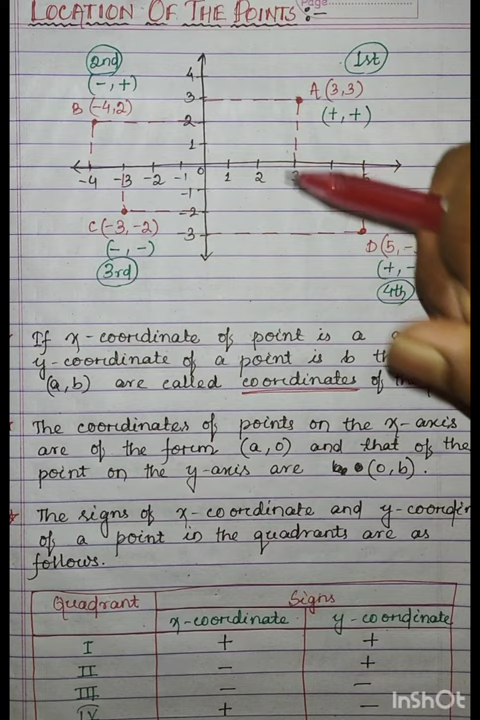 LOCATION OF THE POINTS :-
Page
2nd
1st
(-, +)
4
A (3,3)
B (-4,2)
3
(+, +)
2
1
-4 -3 -2 -1 0 1 2 3
-1
-2
C (-3, -2)
-3
(-, -)
D (5, -
(+, -
3rd
4th
If x-coordinate of point is a
y-coordinate of a point is b
(a,b) are called coordinates of
The coordinates of points on the x-axis
are of the form (a,0) and that of the
point on the y-axis are (0,b).
The signs of x-coordinate and y-coordin
of a point in the quadrants are as
follows.
Quadrant Signs
x-coordinate y-coordinate
I + +
II - +
III - -
IV + -
InShOt